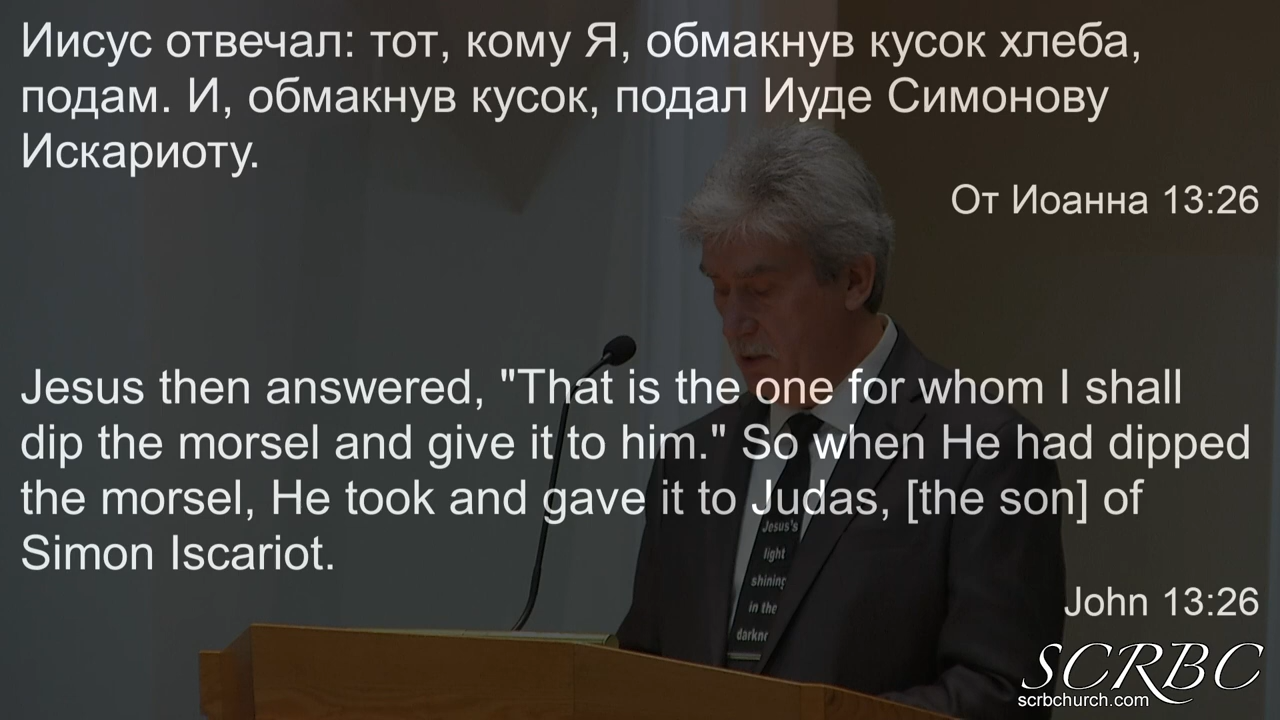 Иисус отвечал: тот, кому Я, обмакнув кусок хлеба,
подам. И, обмакнув кусок, подал Иуде Симонову
Искариоту.
От Иоанна 13:26
Jesus then answered, "That is the one for whom I shall
dip the morsel and give it to him." So when He had dipped
the morsel, He took and gave it to Judas, [the son] of
Simon Iscariot.
Jesus's
light
shining
in the
John 13:26
SCRBC
scrbchurch.com